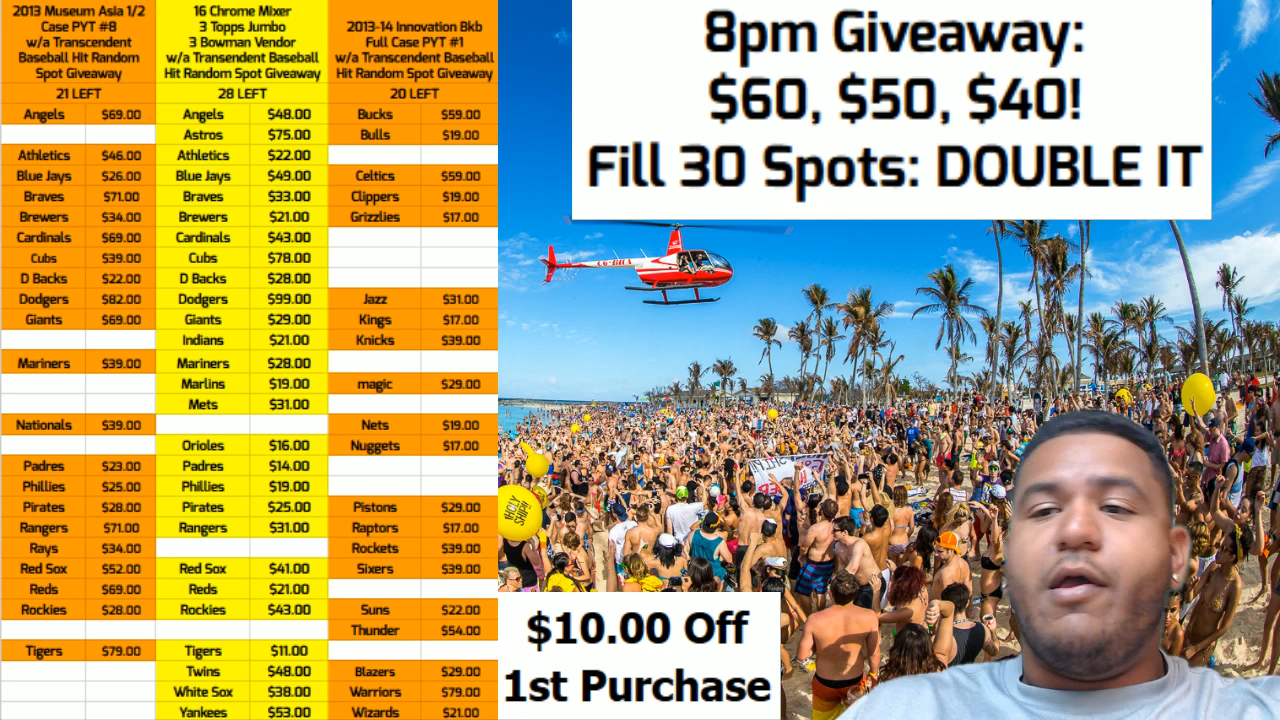 2013 Museum Asia 1/2
Case PYT #8
w/a Transcendent
Baseball Hit Random
Spot Giveaway
21 LEFT
Angels $69.00
Athletics $46.00
Blue Jays $26.00
Braves $71.00
Brewers $34.00
Cardinals $69.00
Cubs $39.00
D Backs $22.00
Dodgers $82.00
Giants $69.00
Mariners $39.00
Nationals $39.00
Padres $23.00
Phillies $25.00
Pirates $28.00
Rangers $71.00
Rays $34.00
Red Sox $52.00
Reds $69.00
Rockies $28.00
Tigers $79.00
16 Chrome Mixer
3 Topps Jumbo
3 Bowman Vendor
w/a Transendent Baseball
Hit Random Spot Giveaway
28 LEFT
Angels $48.00
Astros $75.00
Athletics $22.00
Blue Jays $49.00
Braves $33.00
Brewers $21.00
Cardinals $43.00
Cubs $78.00
D Backs $28.00
Dodgers $99.00
Giants $29.00
Indians $21.00
Mariners $28.00
Marlins $19.00
Mets $31.00
Orioles $16.00
Padres $14.00
Phillies $19.00
Pirates $25.00
Rangers $31.00
Red Sox $41.00
Reds $21.00
Rockies $43.00
Tigers $11.00
Twins $48.00
White Sox $38.00
Yankees $53.00
2013-14 Innovation Bkb
Full Case PYT #1
w/a Transcendent Baseball
Hit Random Spot Giveaway
20 LEFT
Bucks $59.00
Bulls $19.00
Celtics $59.00
Clippers $19.00
Grizzlies $17.00
Jazz $31.00
Kings $17.00
Knicks $39.00
magic $29.00
Nets $19.00
Nuggets $17.00
Pistons $29.00
Raptors $17.00
Rockets $39.00
Sixers $39.00
Suns $22.00
Thunder $54.00
Blazers $29.00
Warriors $79.00
Wizards $21.00
8pm Giveaway:
$60, $50, $40!
Fill 30 Spots: DOUBLE IT
HOLY
SHIP!
$10.00 Off
1st Purchase